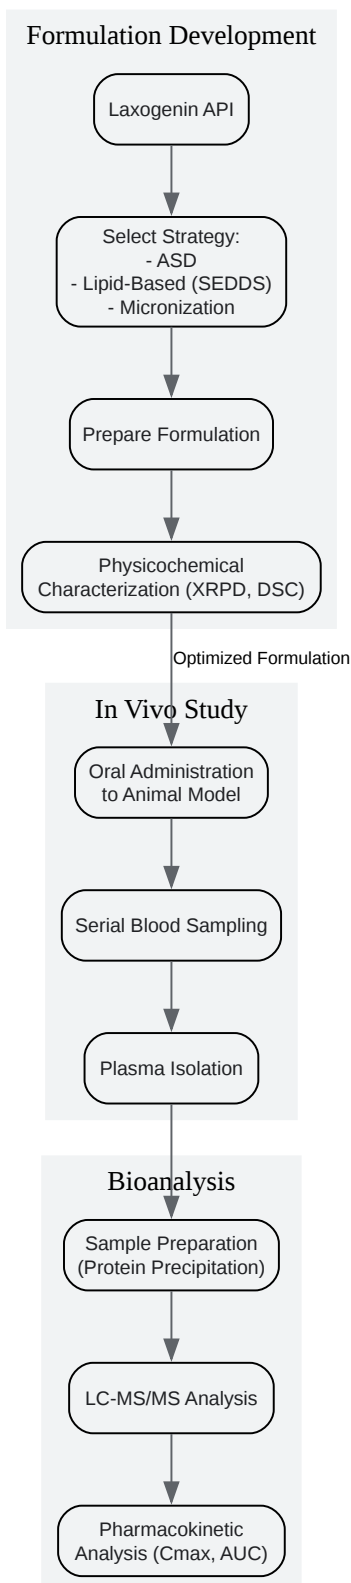 Formulation Development
Laxogenin API
Select Strategy:
- ASD
- Lipid-Based (SEDDS)
- Micronization
Prepare Formulation
Physicochemical
Characterization (XRPD, DSC)
Optimized Formulation
In Vivo Study
Oral Administration
to Animal Model
Serial Blood Sampling
Plasma Isolation
Bioanalysis
Sample Preparation
(Protein Precipitation)
LC-MS/MS Analysis
Pharmacokinetic
Analysis (Cmax, AUC)